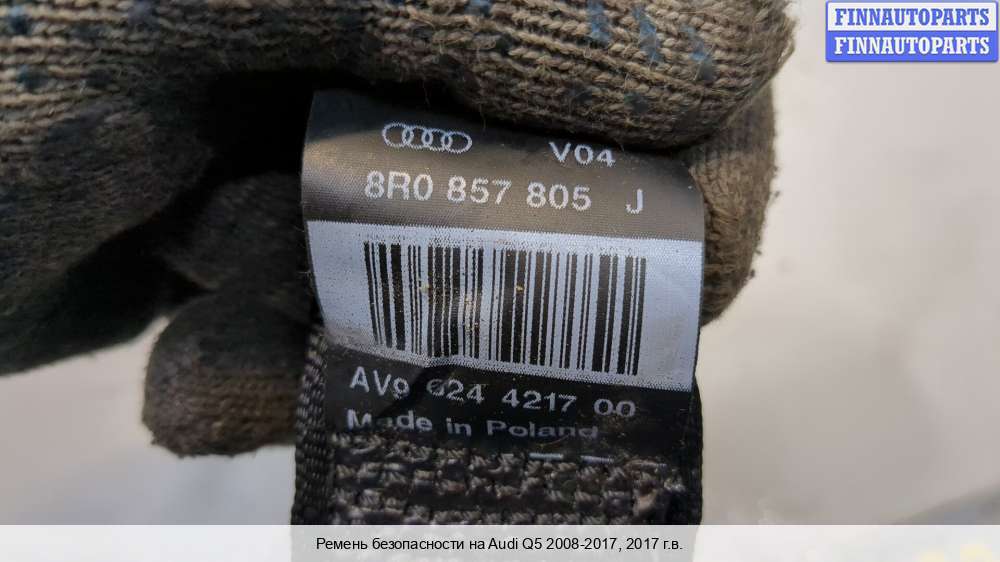 FINNAUTOPARTS
FINNAUTOPARTS
V04
8R0 857 805 J
AV9 624 4217 00
Made in Poland
Ремень безопасности на Audi Q5 2008-2017, 2017 г.в.